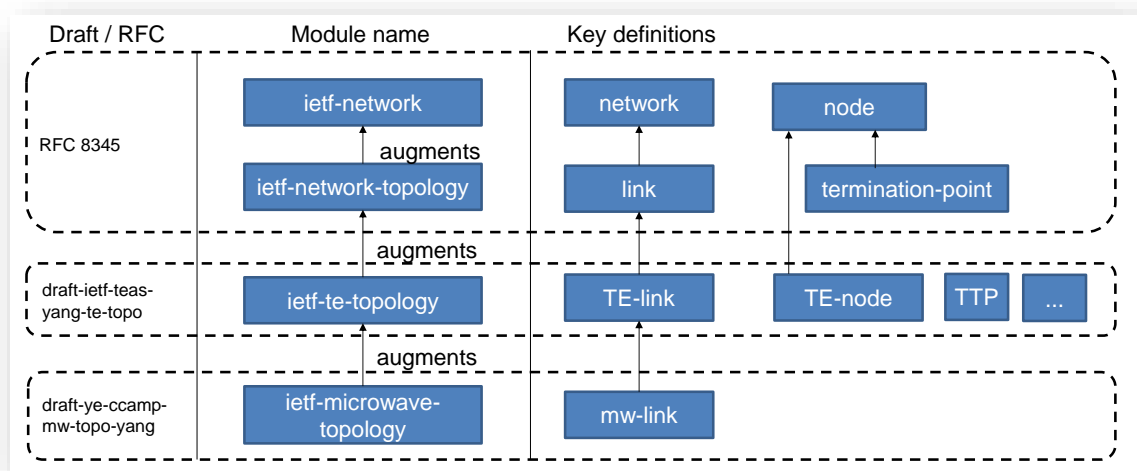 Draft / RFC
Module name
Key definitions
RFC 8345
ietf-network
network
node
augments
ietf-network-topology
link
termination-point
augments
draft-ietf-teas-
yang-te-topo
ietf-te-topology
TE-link
TE-node
TTP
...
augments
draft-ye-ccamp-
mw-topo-yang
ietf-microwave-
topology
mw-link